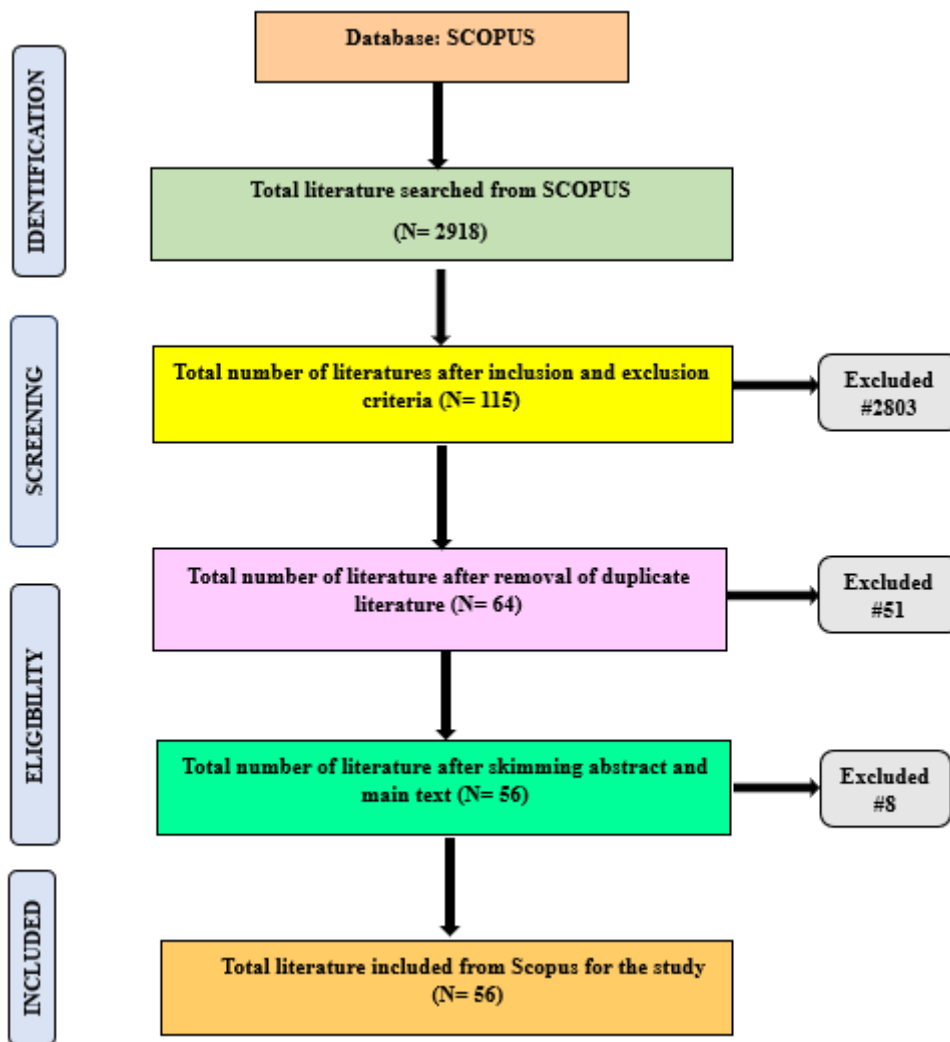 IDENTIFICATION
Database: SCOPUS
Total literature searched from SCOPUS
(N= 2918)
SCREENING
Total number of literatures after inclusion and exclusion
criteria (N= 115)
Excluded
#2803
ELIGIBILITY
Total number of literature after removal of duplicate
literature (N= 64)
Excluded
#51
Total number of literature after skimming abstract and
main text (N= 56)
Excluded
#8
INCLUDED
Total literature included from Scopus for the study
(N= 56)